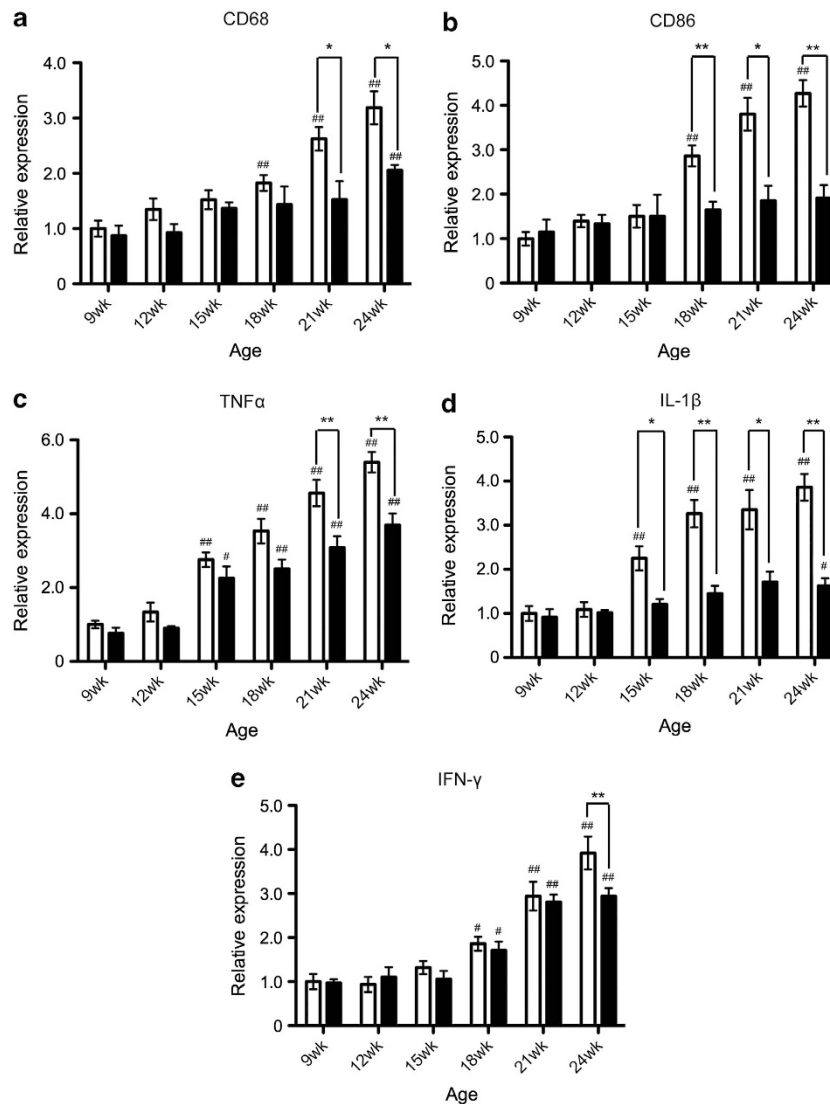 a
CD68
Relative expression
4.0
3.0
2.0
1.0
0
*
*
##
##
##
##
9wk
12wk
15wk
18wk
21wk
24wk
Age
b
CD86
Relative expression
5.0
4.0
3.0
2.0
1.0
0
**
*
**
##
##
##
9wk
12wk
15wk
18wk
21wk
24wk
Age
c
TNFα
Relative expression
6.0
4.0
2.0
0
**
**
##
#
##
##
##
##
##
##
9wk
12wk
15wk
18wk
21wk
24wk
Age
d
IL-1β
Relative expression
5.0
4.0
3.0
2.0
1.0
0
*
**
*
**
##
##
##
##
#
9wk
12wk
15wk
18wk
21wk
24wk
Age
e
IFN-γ
Relative expression
5.0
4.0
3.0
2.0
1.0
0
**
#
#
##
##
##
##
9wk
12wk
15wk
18wk
21wk
24wk
Age